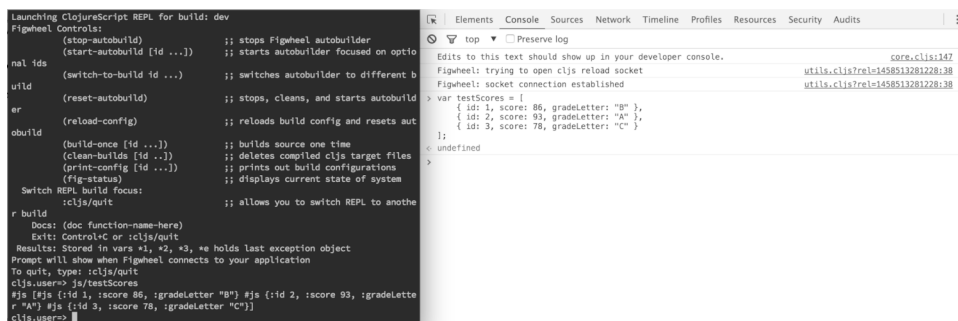 Launching ClojureScript REPL for build: dev
Figwheel Controls:
(stop-autobuild) ;; stops Figwheel autobuilder
(start-autobuild [id ...]) ;; starts autobuilder focused on optio
nal ids
(switch-to-build id ...) ;; switches autobuilder to different b
uild
(reset-autobuild) ;; stops, cleans, and starts autobuild
er
(reload-config) ;; reloads build config and resets aut
obuild
(build-once [id ...]) ;; builds source one time
(clean-builds [id ..]) ;; deletes compiled cljs target files
(print-config [id ...]) ;; prints out build configurations
(fig-status) ;; displays current state of system
Switch REPL build focus:
:cljs/quit ;; allows you to switch REPL to anothe
r build
Docs: (doc function-name-here)
Exit: Control+C or :cljs/quit
Results: Stored in vars *1, *2, *3, *e holds last exception object
Prompt will show when Figwheel connects to your application
To quit, type: :cljs/quit
cljs.user=> js/testScores
#js [#js {:id 1, :score 86, :gradeLetter "B"} #js {:id 2, :score 93, :gradeLette
r "A"} #js {:id 3, :score 78, :gradeLetter "C"}]
cljs.user=>
Elements Console Sources Network Timeline Profiles Resources Security Audits
top ▼ Preserve log
Edits to this text should show up in your developer console. core.cljs:147
Figwheel: trying to open cljs reload socket utils.cljs?rel=1458513281228:38
Figwheel: socket connection established utils.cljs?rel=1458513281228:38
> var testScores = [
{ id: 1, score: 86, gradeLetter: "B" },
{ id: 2, score: 93, gradeLetter: "A" },
{ id: 3, score: 78, gradeLetter: "C" }
];
< undefined
>